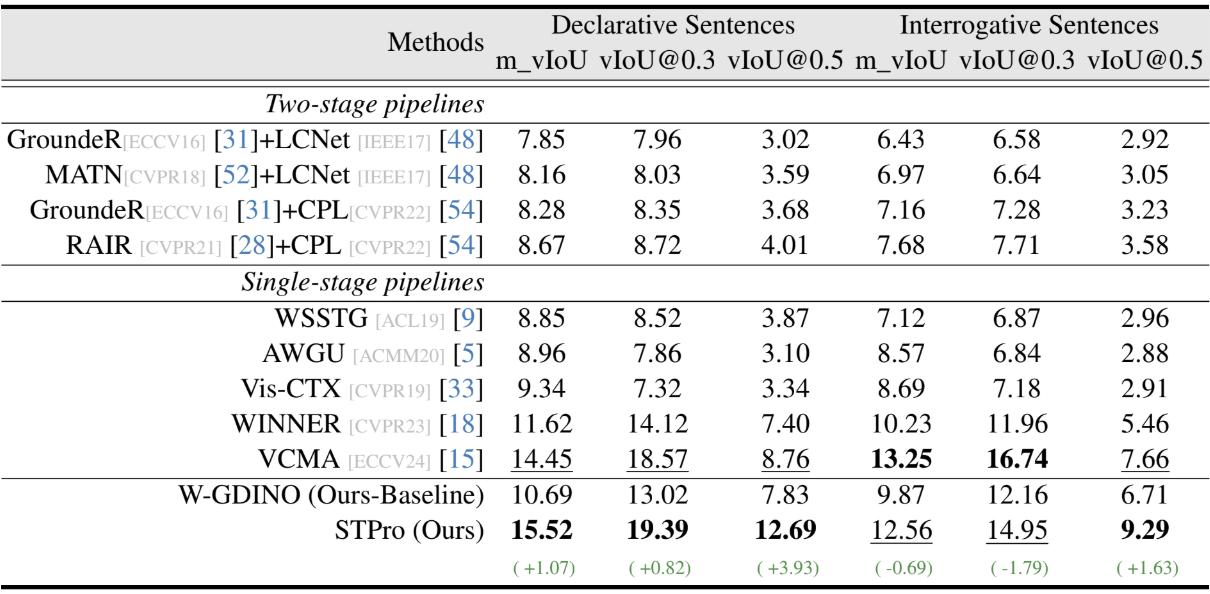 Methods Declarative Sentences Interrogative Sentences
m_vIoU vIoU@0.3 vIoU@0.5 m_vIoU vIoU@0.3 vIoU@0.5
Two-stage pipelines
GroundeR[ECCV16] [31]+LCNet [IEEE17] [48] 7.85 7.96 3.02 6.43 6.58 2.92
MATN[CVPR18] [52]+LCNet [IEEE17] [48] 8.16 8.03 3.59 6.97 6.64 3.05
GroundeR[ECCV16] [31]+CPL[CVPR22] [54] 8.28 8.35 3.68 7.16 7.28 3.23
RAIR [CVPR21] [28]+CPL [CVPR22] [54] 8.67 8.72 4.01 7.68 7.71 3.58
Single-stage pipelines
WSSTG [ACL19] [9] 8.85 8.52 3.87 7.12 6.87 2.96
AWGU [ACMM20] [5] 8.96 7.86 3.10 8.57 6.84 2.88
Vis-CTX [CVPR19] [33] 9.34 7.32 3.34 8.69 7.18 2.91
WINNER [CVPR23] [18] 11.62 14.12 7.40 10.23 11.96 5.46
VCMA [ECCV24] [15] 14.45 18.57 8.76 13.25 16.74 7.66
W-GDINO (Ours-Baseline) 10.69 13.02 7.83 9.87 12.16 6.71
STPro (Ours) 15.52 19.39 12.69 12.56 14.95 9.29
( +1.07) ( +0.82) ( +3.93) ( -0.69) ( -1.79) ( +1.63)